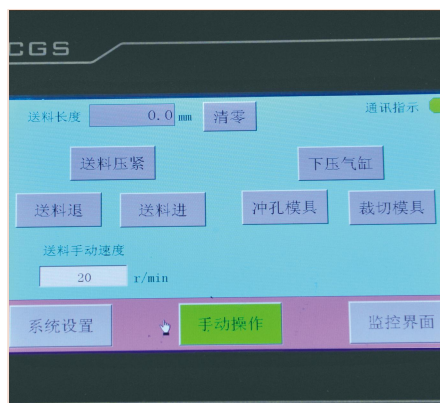 CGS
送料长度 0.0 mm 清零 通讯指示
送料压紧 下压气缸
送料退 送料进 冲孔模具 裁切模具
送料手动速度
20 r/min
系统设置 手动操作 监控界面